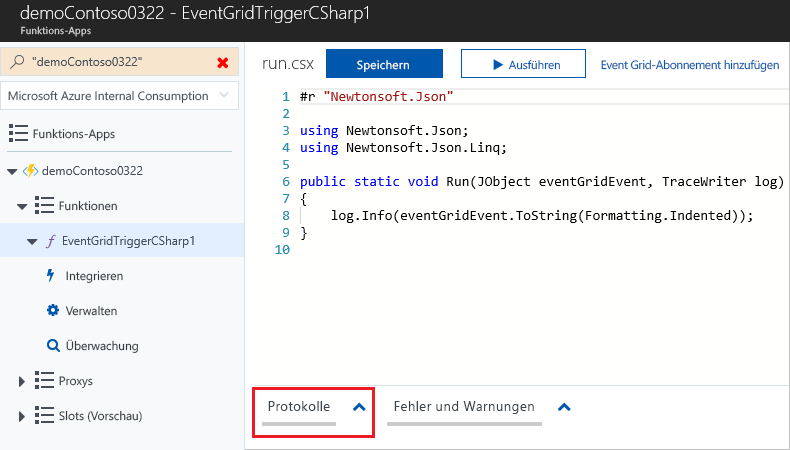 demoContoso0322 - EventGridTriggerCSharp1
Funktions-Apps
"demoContoso0322"
Microsoft Azure Internal Consumption
Funktions-Apps
demoContoso0322
Funktionen
EventGridTriggerCSharp1
Integrieren
Verwalten
Überwachung
Proxys
Slots (Vorschau)
run.csx Speichern Ausführen Event Grid-Abonnement hinzufügen
1 #r "Newtonsoft.Json"
2
3 using Newtonsoft.Json;
4 using Newtonsoft.Json.Linq;
5
6 public static void Run(JObject eventGridEvent, TraceWriter log)
7 {
8     log.Info(eventGridEvent.ToString(Formatting.Indented));
9 }
10
Protokolle Fehler und Warnungen